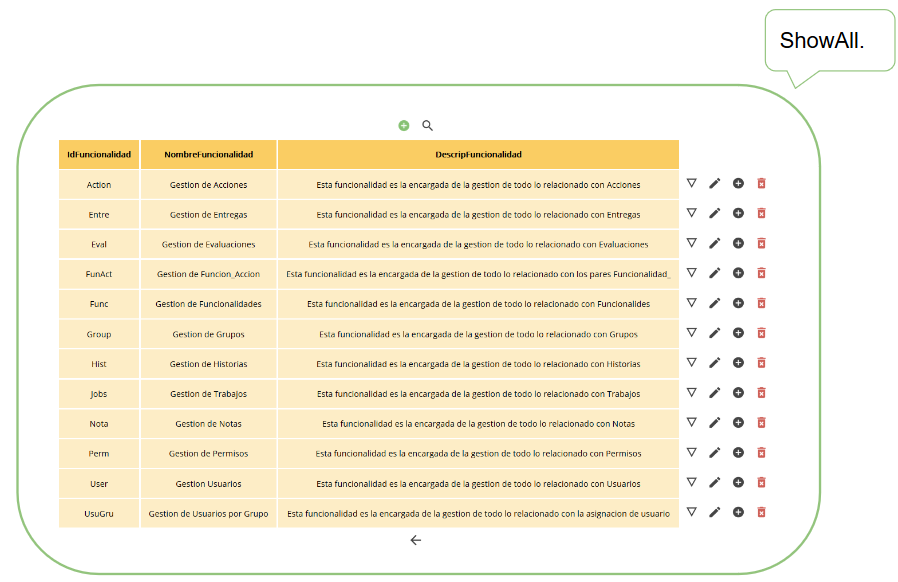 ShowAll.
IdFuncionalidad NombreFuncionalidad DescripFuncionalidad
Action Gestion de Acciones Esta funcionalidad es la encargada de la gestion de todo lo relacionado con Acciones
Entre Gestion de Entregas Esta funcionalidad es la encargada de la gestion de todo lo relacionado con Entregas
Eval Gestion de Evaluaciones Esta funcionalidad es la encargada de la gestion de todo lo relacionado con Evaluaciones
FunAct Gestion de Funcion_Accion Esta funcionalidad es la encargada de la gestion de todo lo relacionado con los pares Funcionalidad_
Func Gestion de Funcionalidades Esta funcionalidad es la encargada de la gestion de todo lo relacionado con Funcionalides
Group Gestion de Grupos Esta funcionalidad es la encargada de la gestion de todo lo relacionado con Grupos
Hist Gestion de Historias Esta funcionalidad es la encargada de la gestion de todo lo relacionado con Historias
Jobs Gestion de Trabajos Esta funcionalidad es la encargada de la gestion de todo lo relacionado con Trabajos
Nota Gestion de Notas Esta funcionalidad es la encargada de la gestion de todo lo relacionado con Notas
Perm Gestion de Permisos Esta funcionalidad es la encargada de la gestion de todo lo relacionado con Permisos
User Gestion Usuarios Esta funcionalidad es la encargada de la gestion de todo lo relacionado con Usuarios
UsuGru Gestion de Usuarios por Grupo Esta funcionalidad es la encargada de la gestion de todo lo relacionado con la asignacion de usuario